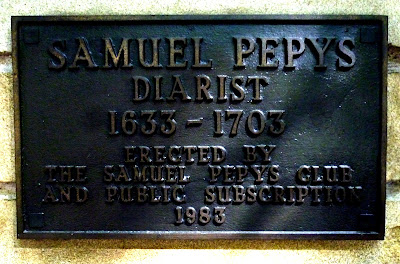 SAMUEL PEPYS
DIARIST
1633 – 1703
ERECTED BY
THE SAMUEL PEPYS CLUB
AND PUBLIC SUBSCRIPTION
1983